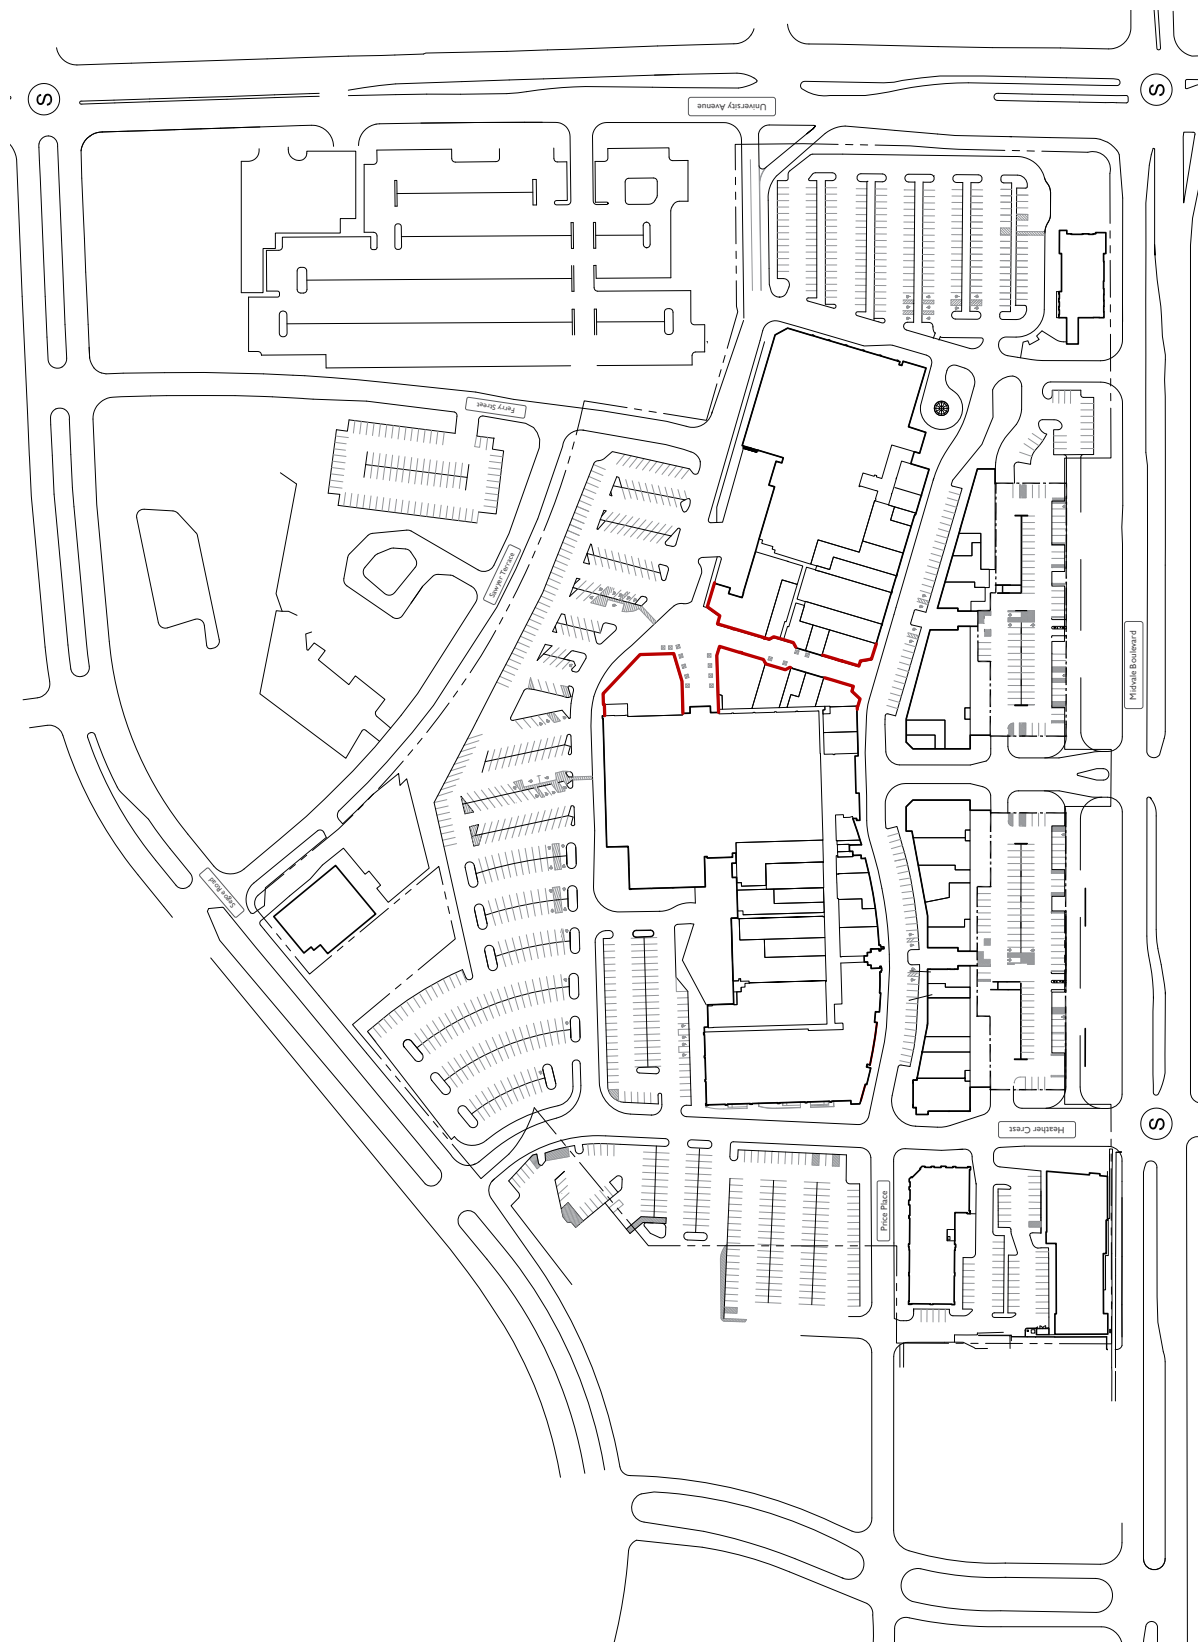 S
S
University Avenue
Ferry Street
Sawyer Terrace
Midvale Boulevard
Segoe Road
S
Heather Crest
Price Place